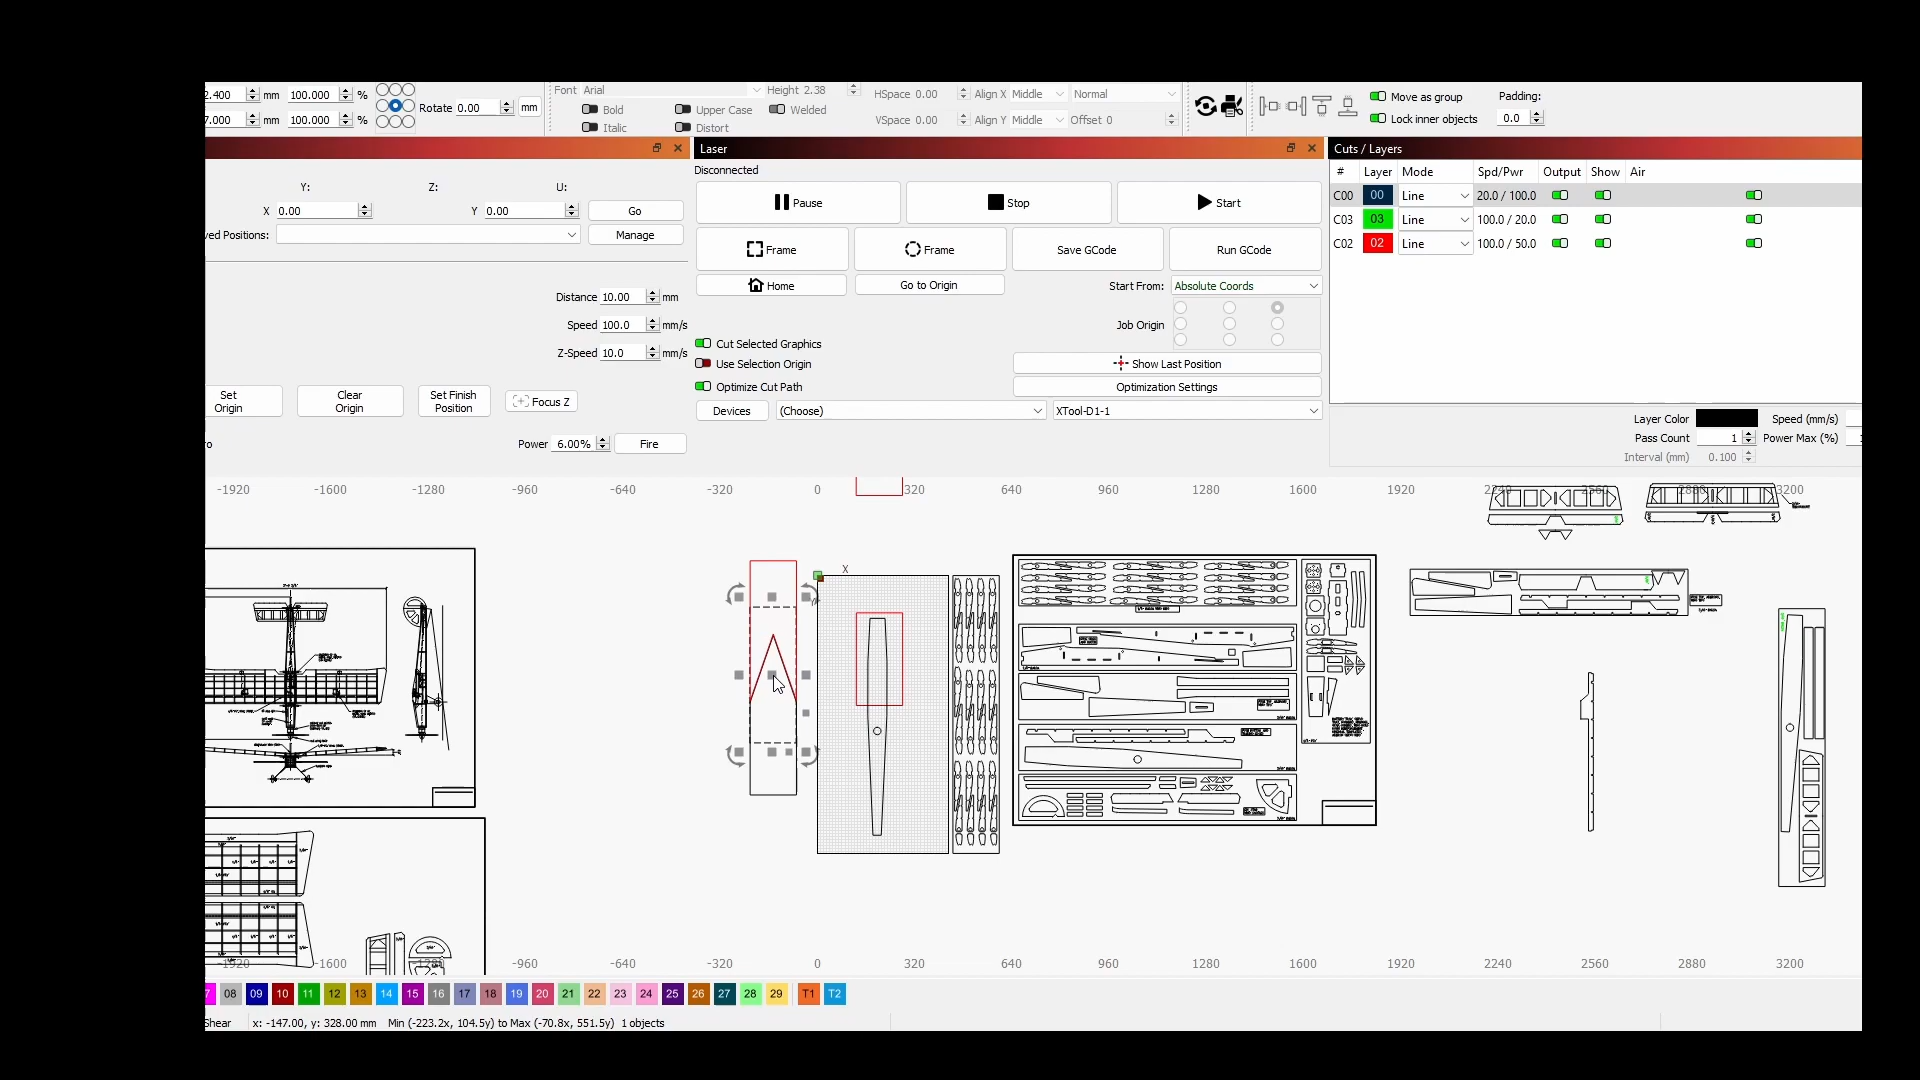 2.400 mm 100.000 %
7.000 mm 100.000 %
Rotate 0.00 mm
Font Arial Height 2.38
Bold Upper Case Welded
Italic Distort
HSpace 0.00 Align X Middle Normal
VSpace 0.00 Align Y Middle Offset 0
Move as group
Lock inner objects
Padding:
0.0
Laser
Cuts / Layers
Y: Z: U:
X 0.00 Y 0.00 Go
ved Positions: Manage
Distance 10.00 mm
Speed 100.0 mm/s
Z-Speed 10.0 mm/s
Set Origin
Clear Origin
Set Finish Position
Focus Z
ro
Power 6.00% Fire
Disconnected
Pause Stop Start
Frame Frame Save GCode Run GCode
Home Go to Origin Start From: Absolute Coords
Job Origin
Cut Selected Graphics
Use Selection Origin
Show Last Position
Optimize Cut Path
Optimization Settings
Devices (Choose) XTool-D1-1
# Layer Mode Spd/Pwr Output Show Air
C00 00 Line 20.0 / 100.0
C03 03 Line 100.0 / 20.0
C02 02 Line 100.0 / 50.0
Layer Color Speed (mm/s)
Pass Count 1 Power Max (%)
Interval (mm) 0.100
-1920 -1600 -1280 -960 -640 -320 0 320 640 960 1280 1600 1920 2240 2560 2880 3200
X
-1920 -1600 -1280 -960 -640 -320 0 320 640 960 1280 1600 1920 2240 2560 2880 3200
7 08 09 10 11 12 13 14 15 16 17 18 19 20 21 22 23 24 25 26 27 28 29 T1 T2
Shear x: -147.00, y: 328.00 mm Min (-223.2x, 104.5y) to Max (-70.8x, 551.5y) 1 objects